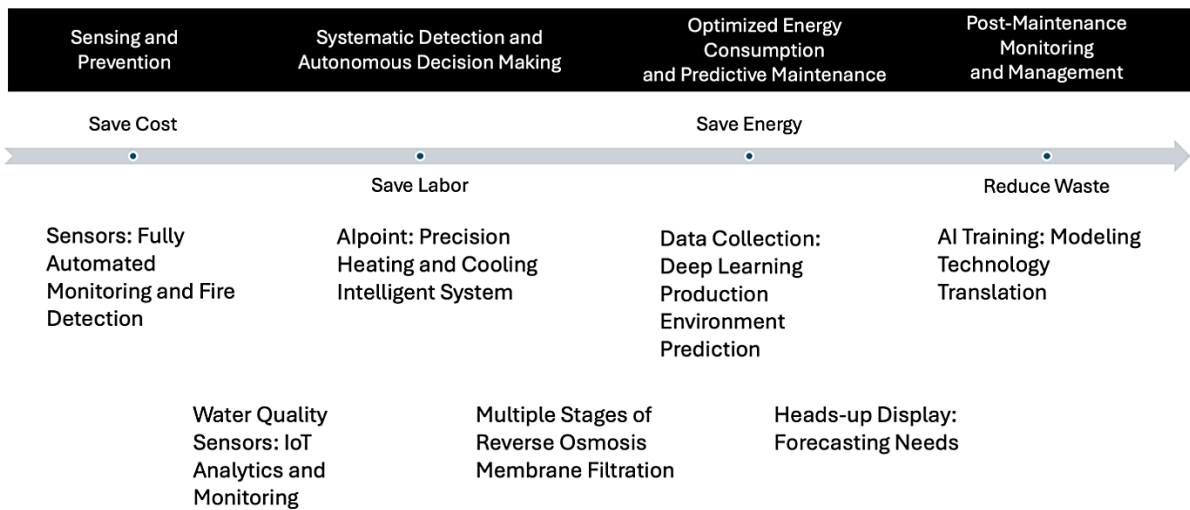 Sensing and
Prevention
Systematic Detection and
Autonomous Decision Making
Optimized Energy
Consumption
and Predictive Maintenance
Post-Maintenance
Monitoring
and Management
Save Cost
Save Energy
Save Labor
Reduce Waste
Sensors: Fully
Automated
Monitoring and Fire
Detection
AIpoint: Precision
Heating and Cooling
Intelligent System
Data Collection:
Deep Learning
Production
Environment
Prediction
AI Training: Modeling
Technology
Translation
Water Quality
Sensors: IoT
Analytics and
Monitoring
Multiple Stages of
Reverse Osmosis
Membrane Filtration
Heads-up Display:
Forecasting Needs